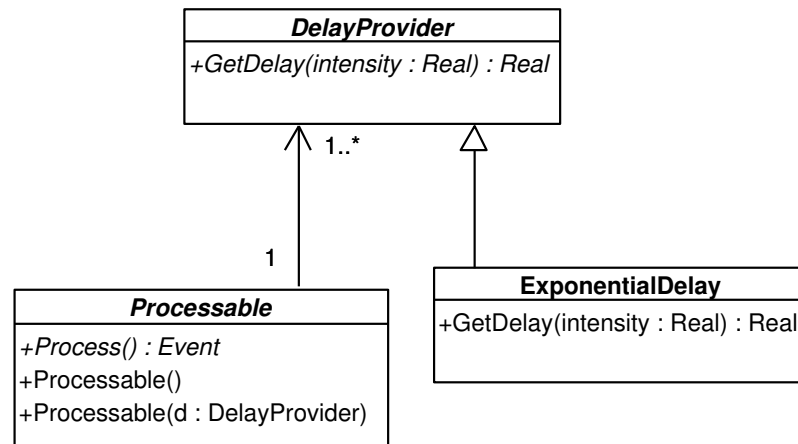 DelayProvider
+GetDelay(intensity : Real) : Real
1..*
1
Processable
+Process() : Event
+Processable()
+Processable(d : DelayProvider)
ExponentialDelay
+GetDelay(intensity : Real) : Real